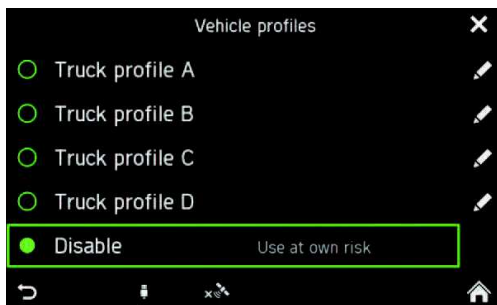 Vehicle profiles
Truck profile A
Truck profile B
Truck profile C
Truck profile D
Disable Use at own risk